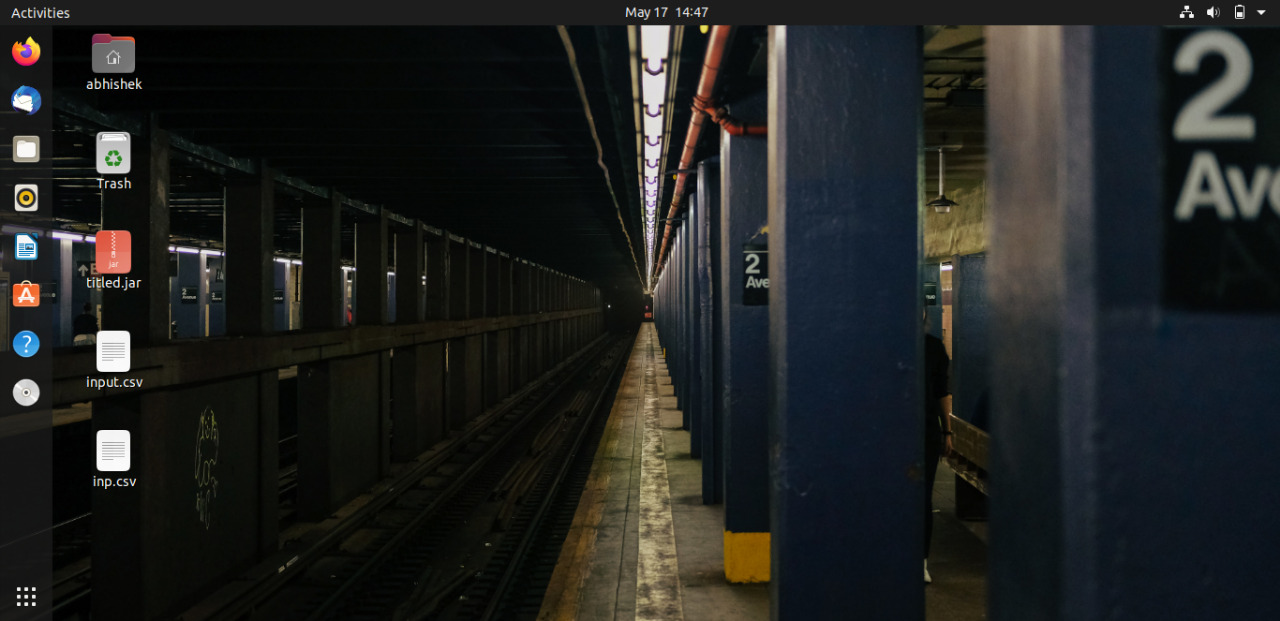 Activities
May 17 14:47
abhishek
Trash
jar
titled.jar
input.csv
inp.csv
2
Ave
2
Ave